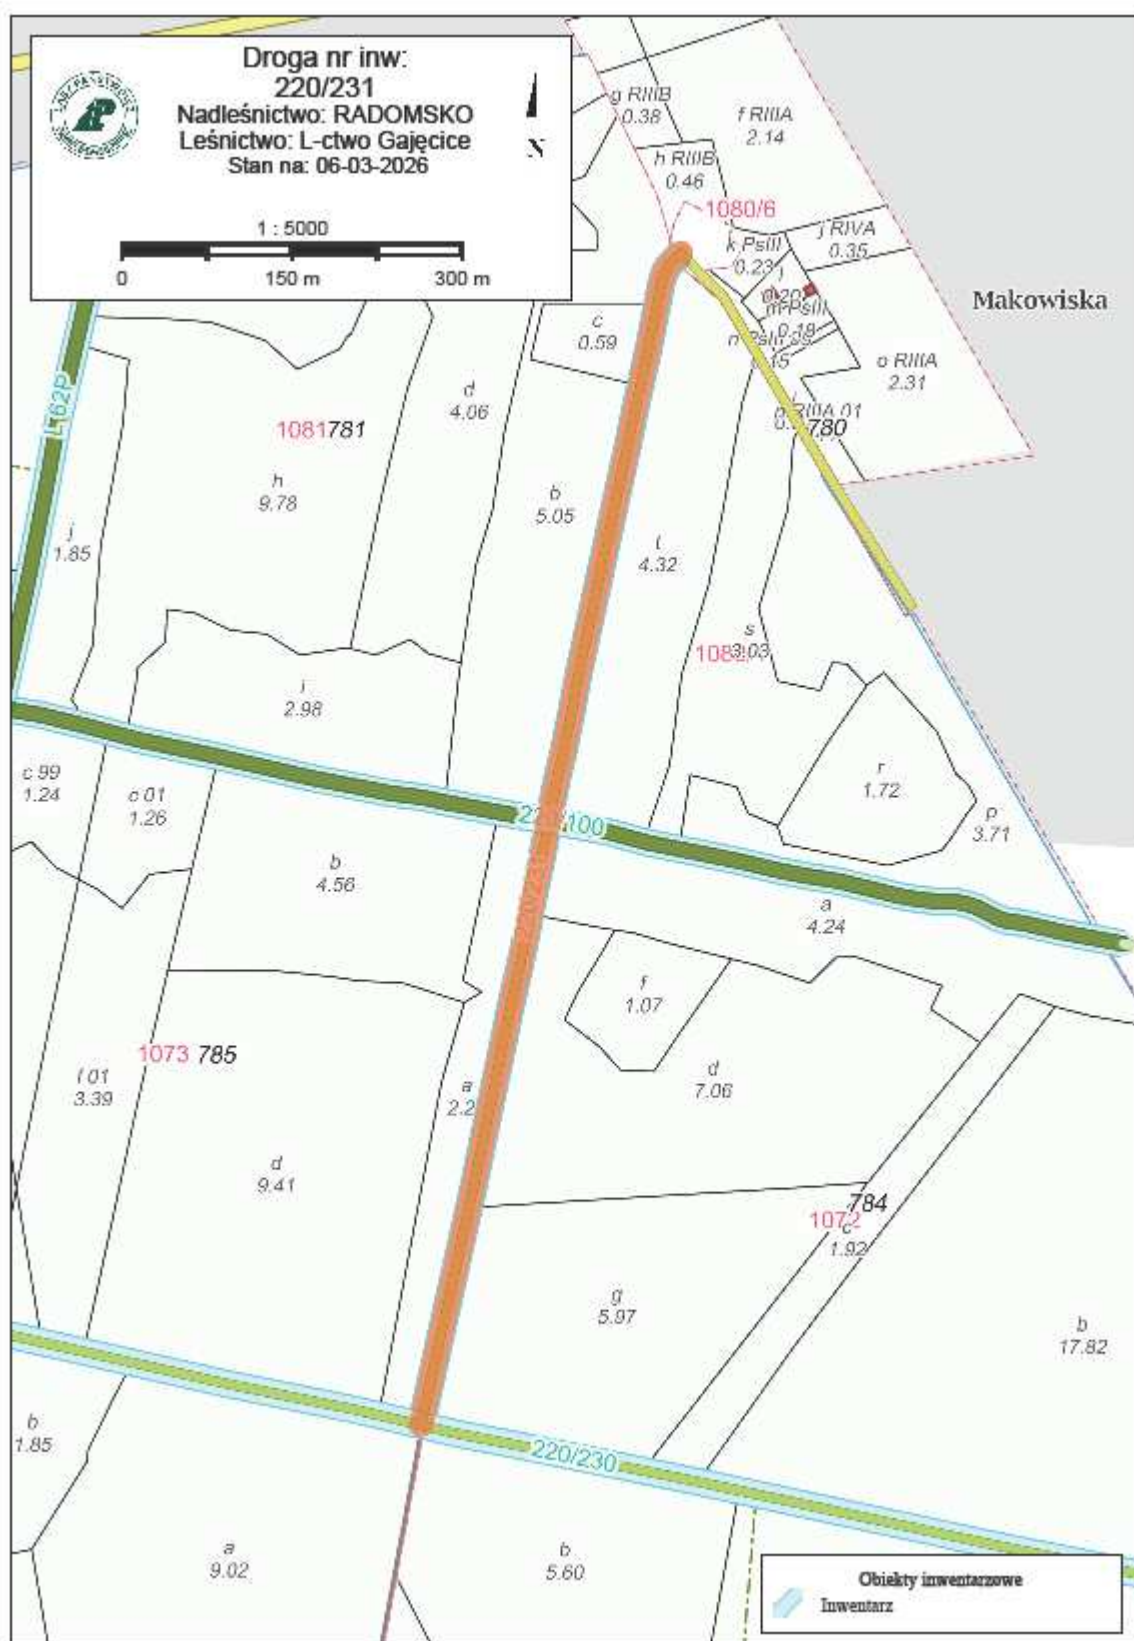 Droga nr inw:
220/231
Nadleśnictwo: RADOMSKO
Leśnictwo: L-ctwo Gajęcice
Stan na: 06-03-2026
N
1 : 5000
0 150 m 300 m
g RIIIB
0.38
f RIIIA
2.14
h RIIIB
0.46
1080/6
k PsIII
0.23
j RIVA
0.35
Makowiska
o RIIIA
2.31
780
c
0.59
d
4.06
L162P
1081 781
h
9.78
b
5.05
j
1.85
t
4.32
s
3.03
i
2.98
r
1.72
p
3.71
c 99
1.24
c 01
1.26
b
4.56
a
4.24
f
1.07
1073 785
d
7.06
a
l 01
3.39
d
9.41
784
1072
c
1.92
g
5.97
b
17.82
b
1.85
220/230
a
9.02
b
5.60
Obiekty inwentarzowe
Inwentarz